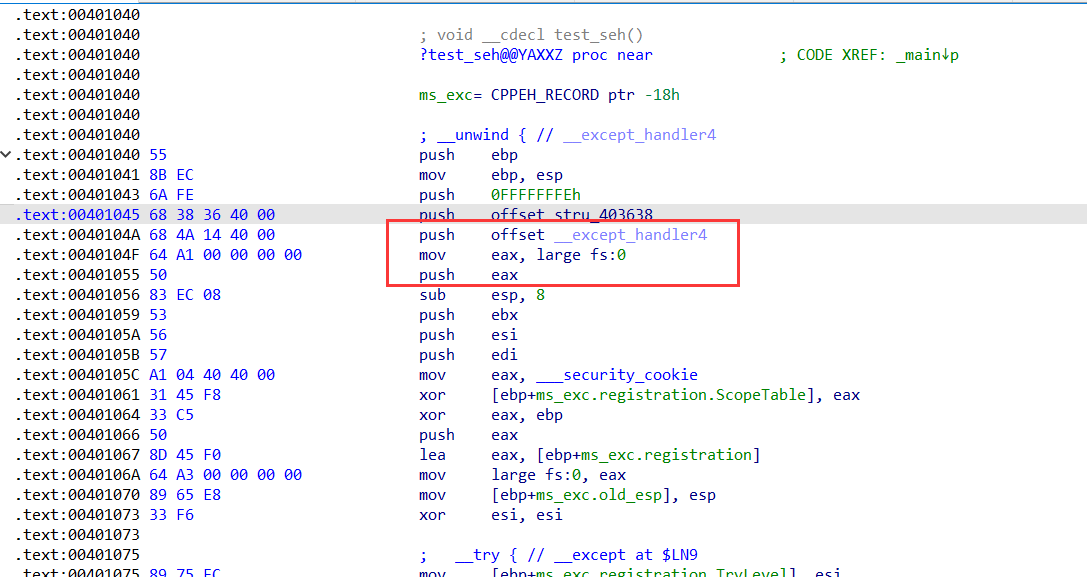 .text:00401040
.text:00401040 ; void __cdecl test_seh()
.text:00401040 ?test_seh@@YAXXZ proc near ; CODE XREF: _main↓p
.text:00401040
.text:00401040 ms_exc= CPPEH_RECORD ptr -18h
.text:00401040
.text:00401040 ; __unwind { // __except_handler4
.text:00401040 55 push ebp
.text:00401041 8B EC mov ebp, esp
.text:00401043 6A FE push 0FFFFFFFEh
.text:00401045 68 38 36 40 00 push offset stru_403638
.text:0040104A 68 4A 14 40 00 push offset __except_handler4
.text:0040104F 64 A1 00 00 00 00 mov eax, large fs:0
.text:00401055 50 push eax
.text:00401056 83 EC 08 sub esp, 8
.text:00401059 53 push ebx
.text:0040105A 56 push esi
.text:0040105B 57 push edi
.text:0040105C A1 04 40 40 00 mov eax, ___security_cookie
.text:00401061 31 45 F8 xor [ebp+ms_exc.registration.ScopeTable], eax
.text:00401064 33 C5 xor eax, ebp
.text:00401066 50 push eax
.text:00401067 8D 45 F0 lea eax, [ebp+ms_exc.registration]
.text:0040106A 64 A3 00 00 00 00 mov large fs:0, eax
.text:00401070 89 65 E8 mov [ebp+ms_exc.old_esp], esp
.text:00401073 33 F6 xor esi, esi
.text:00401073
.text:00401075 ; __try { // __except at $LN9
.text:00401075 89 75 FC mov [ebp+ms_exc.registration.TryLevel], esi